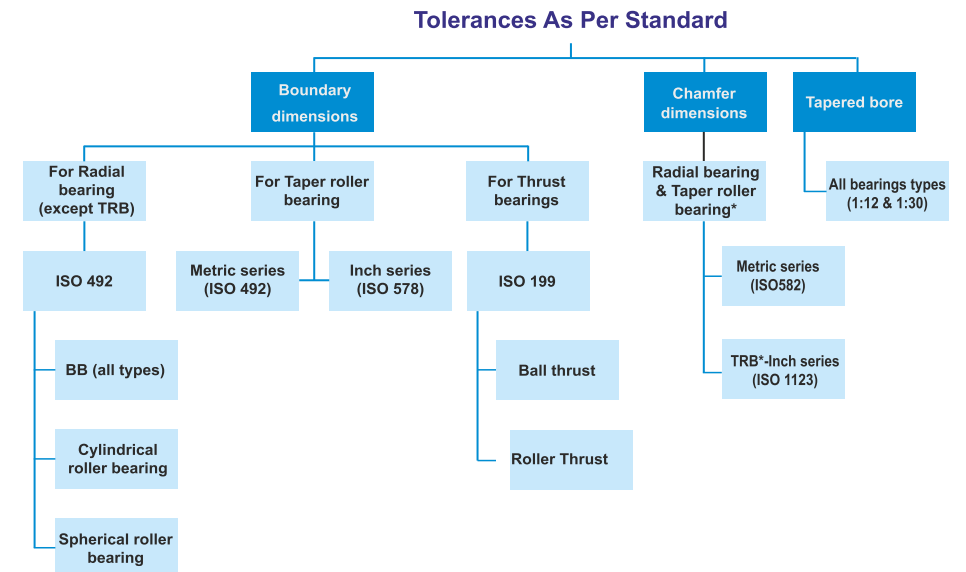 Tolerances As Per Standard
Boundary
dimensions
Chamfer
dimensions
Tapered bore
For Radial
bearing
(except TRB)
For Taper roller
bearing
For Thrust
bearings
Radial bearing
& Taper roller
bearing*
All bearings types
(1:12 & 1:30)
ISO 492
Metric series
(ISO 492)
Inch series
(ISO 578)
ISO 199
Metric series
(ISO582)
BB (all types)
Ball thrust
TRB*-Inch series
(ISO 1123)
Cylindrical
roller bearing
Roller Thrust
Spherical roller
bearing